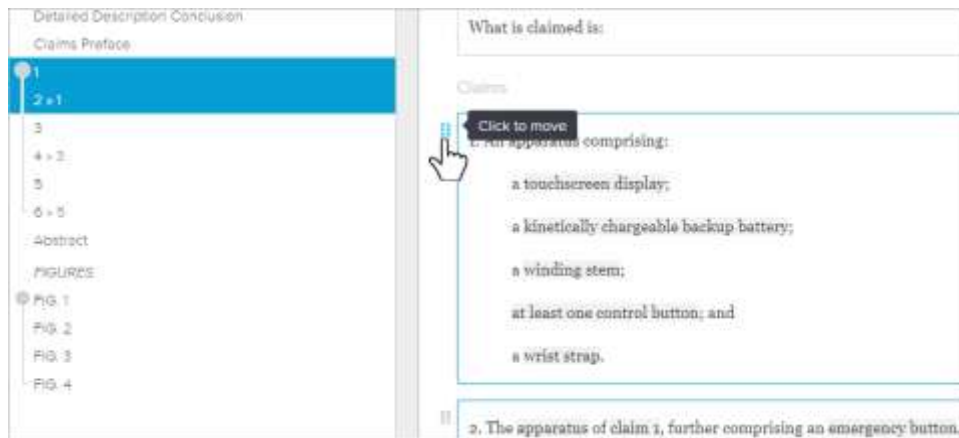 Detailed Description Conclusion
Claims Preface
1
2 > 1
3
4 > 3
5
6 > 5
Abstract
FIGURES
FIG. 1
FIG. 2
FIG. 3
FIG. 4
What is claimed is:
Claims
Click to move
1. An apparatus comprising:
a touchscreen display;
a kinetically chargeable backup battery;
a winding stem;
at least one control button; and
a wrist strap.
2. The apparatus of claim 1, further comprising an emergency button.